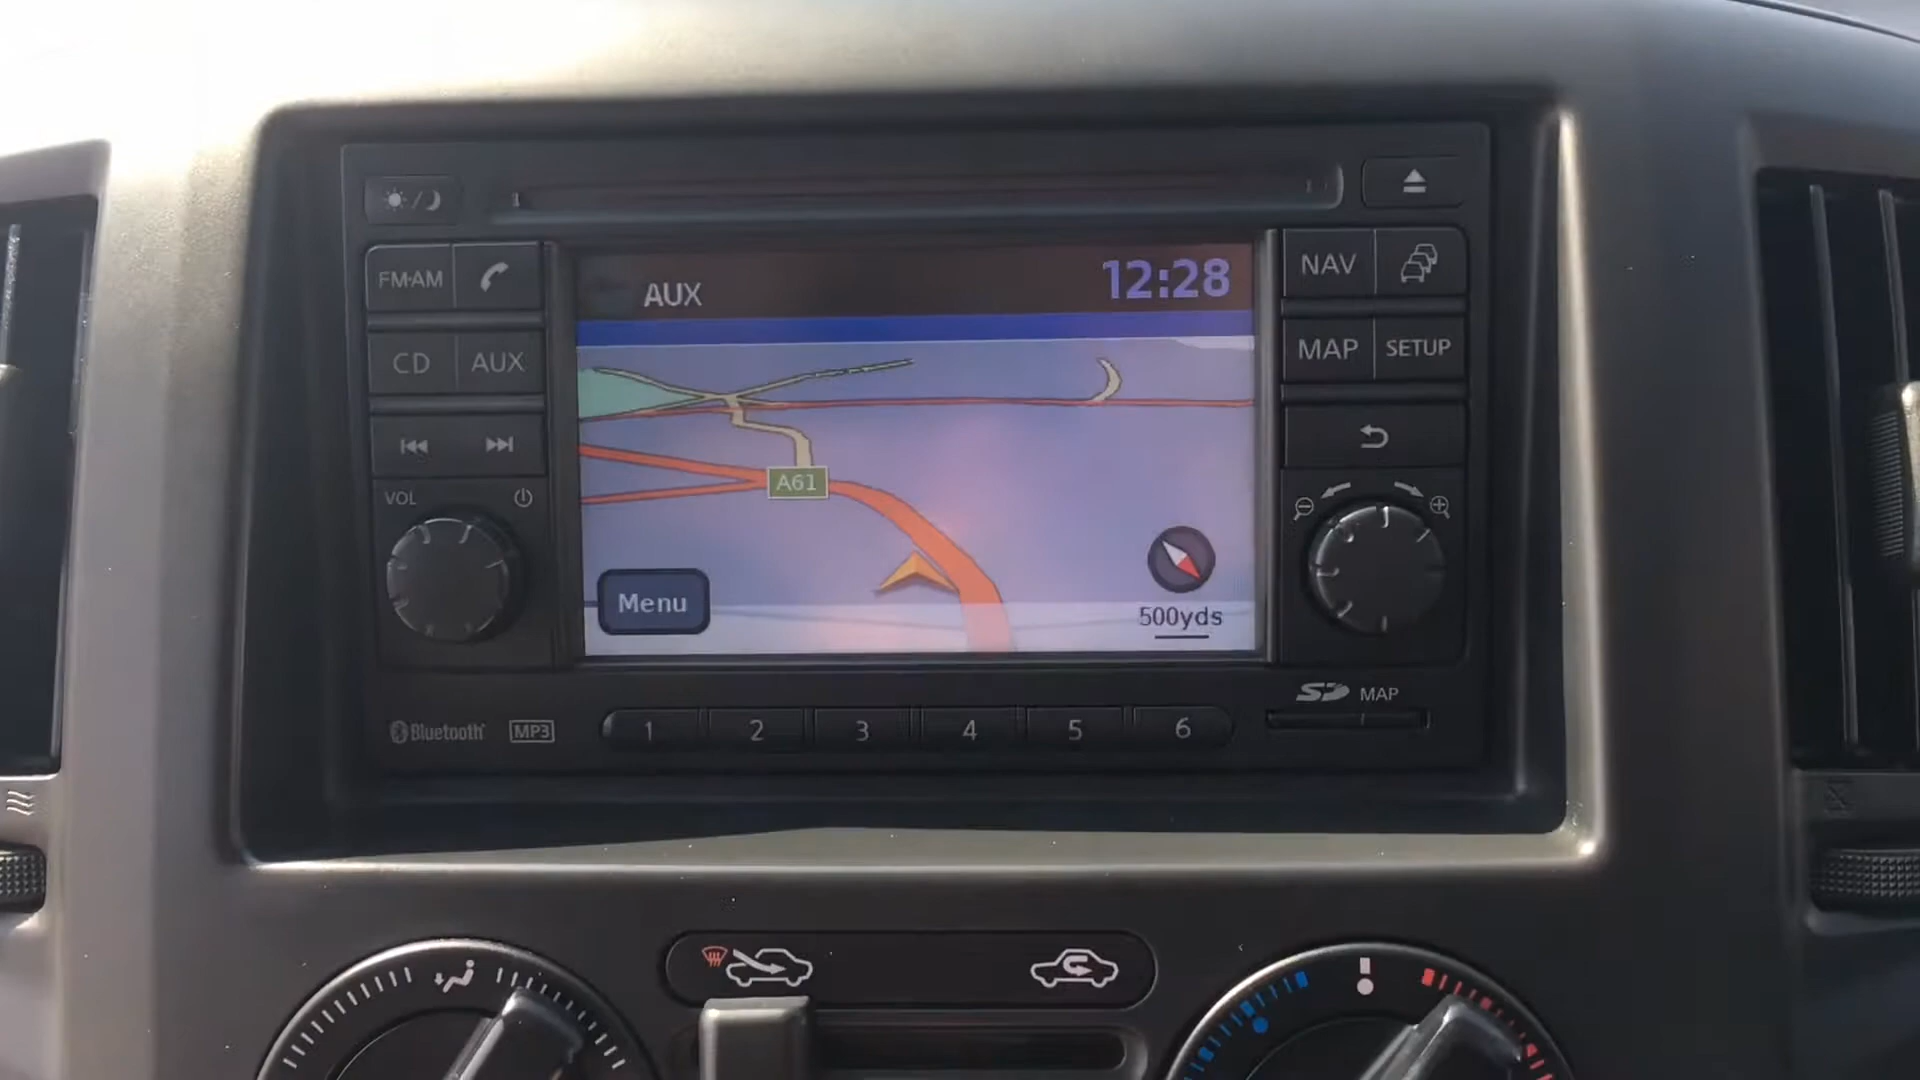 FM·AM
AUX
12:28
NAV
CD AUX
MAP SETUP
A61
VOL
Menu
500yds
Bluetooth MP3
1 2 3 4 5 6
SD MAP